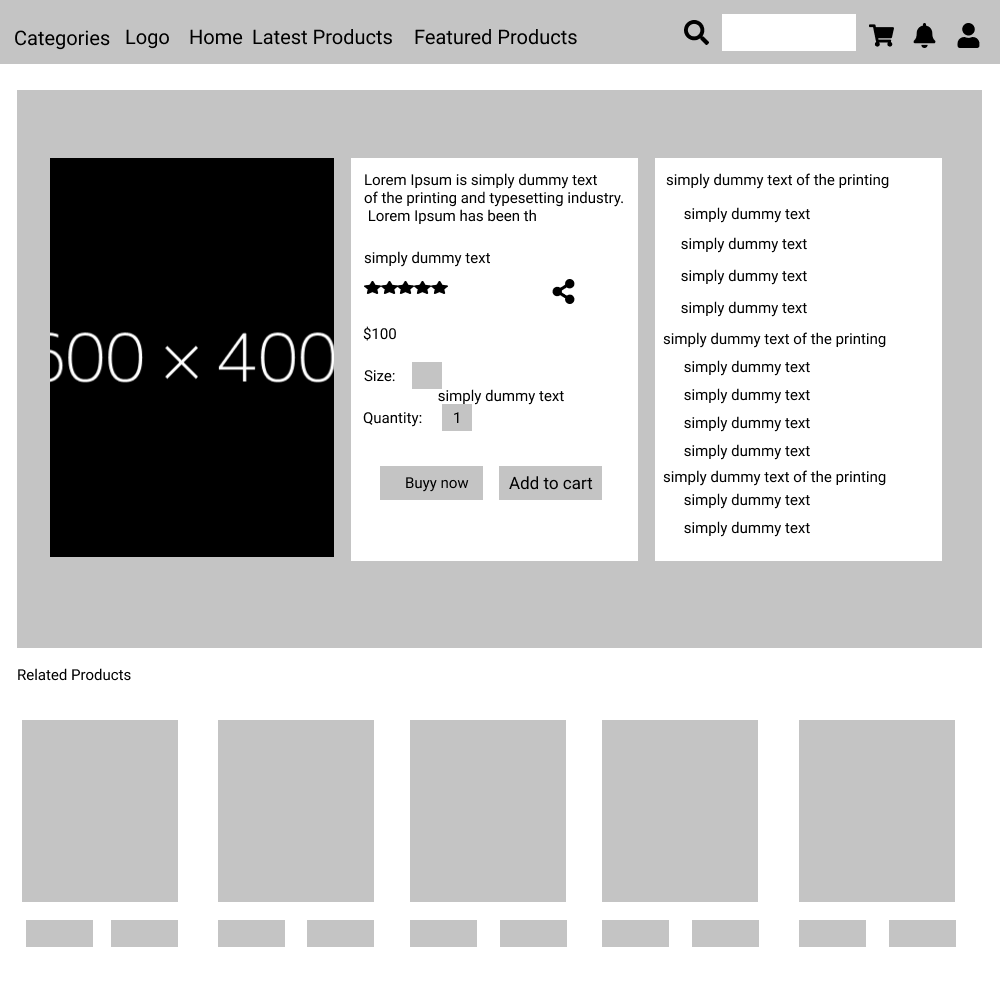 Categories Logo Home Latest Products Featured Products
600 × 400
Lorem Ipsum is simply dummy text
of the printing and typesetting industry.
Lorem Ipsum has been th
simply dummy text
$100
Size:
simply dummy text
Quantity: 1
Buyy now Add to cart
simply dummy text of the printing
simply dummy text
simply dummy text
simply dummy text
simply dummy text
simply dummy text of the printing
simply dummy text
simply dummy text
simply dummy text
simply dummy text
simply dummy text of the printing
simply dummy text
simply dummy text
Related Products